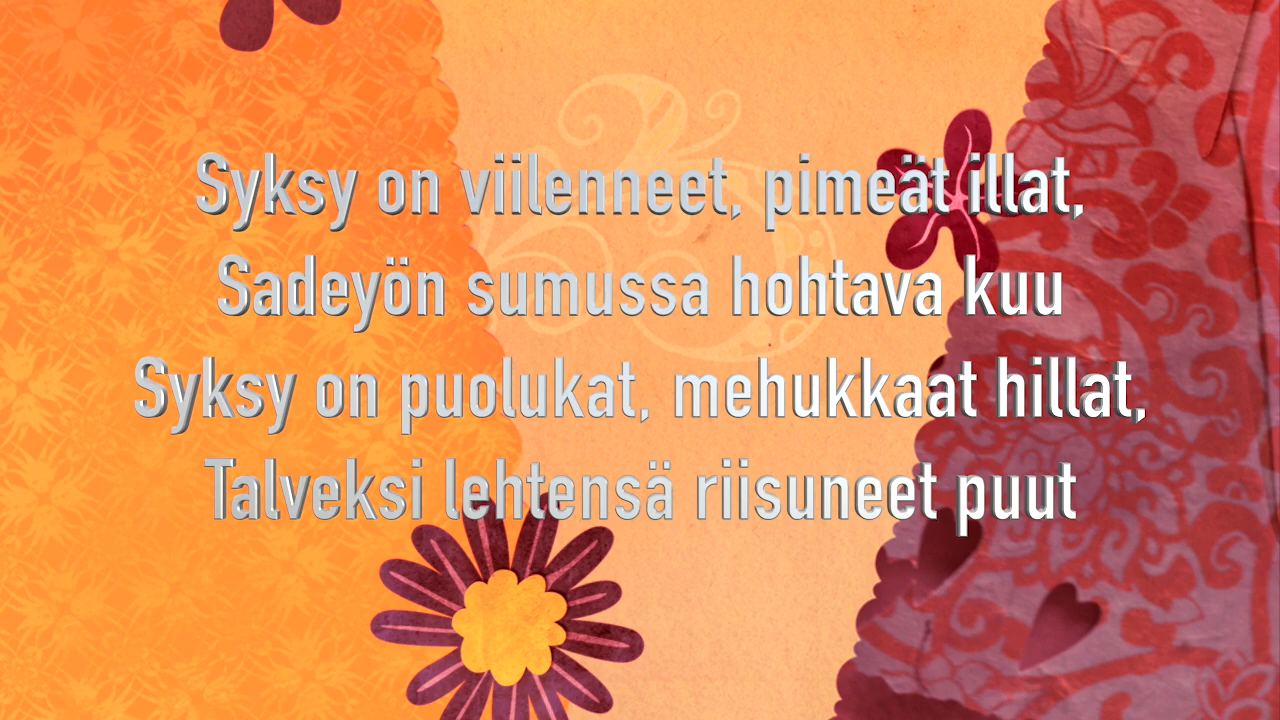 Syksy on viilenneet, pimeät illat,
Sadeyön sumussa hohtava kuu
Syksy on puolukat, mehukkaat hillat,
Talveksi lehtensä riisuneet puut